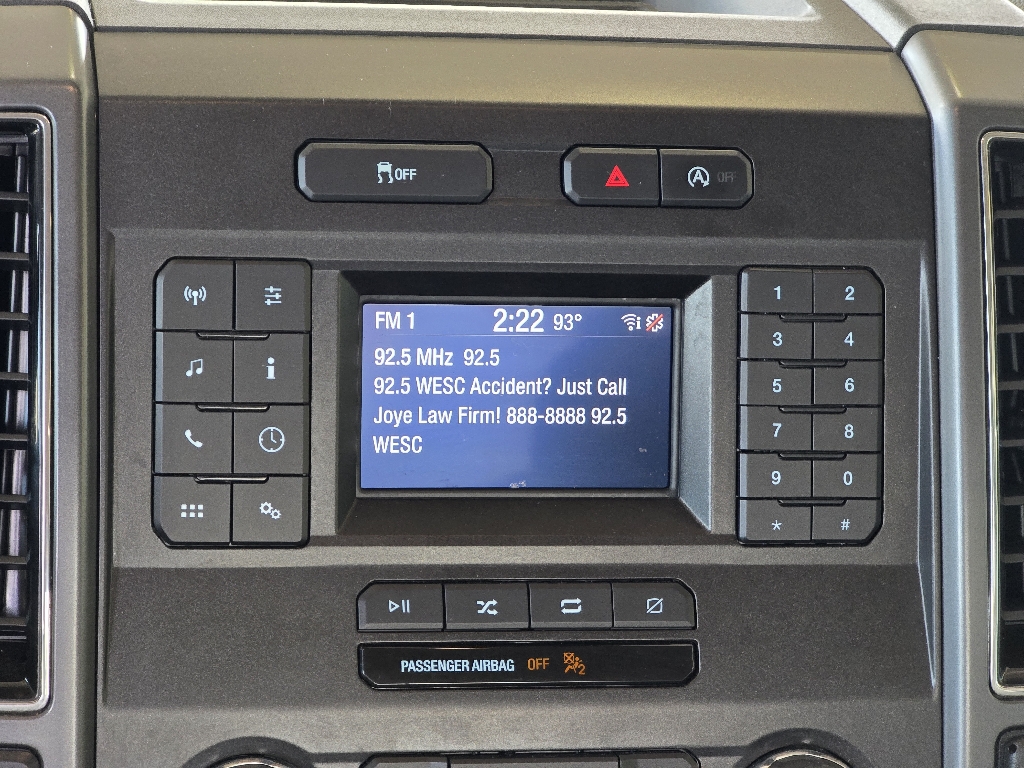 OFF
A OFF
FM 1 2:22 93° i
92.5 MHz 92.5
92.5 WESC Accident? Just Call
Joye Law Firm! 888-8888 92.5
WESC
i
1 2
3 4
5 6
7 8
9 0
* #
PASSENGER AIRBAG OFF 2